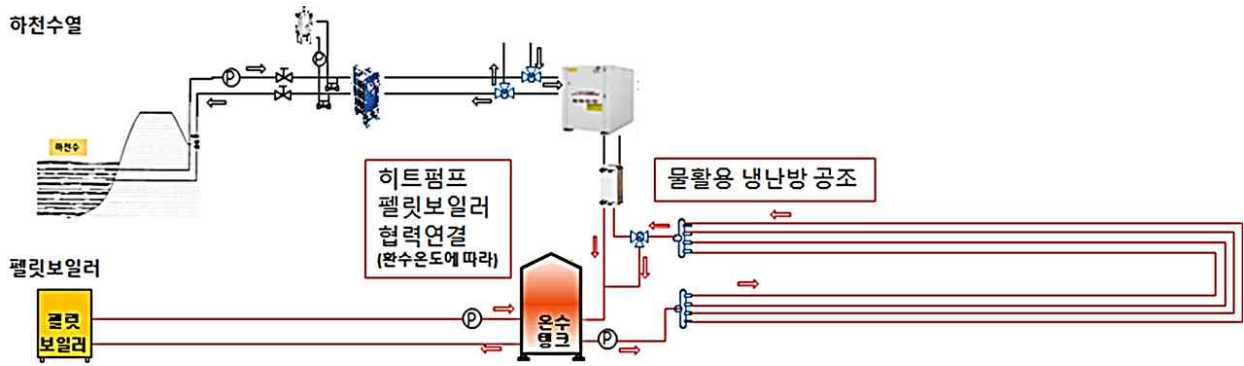 하천수열
P
P
하천수
히트펌프
펠릿보일러
협력연결
(환수온도에 따라)
물활용 냉난방 공조
펠릿보일러
펠릿
보일러
P
온수
탱크
P